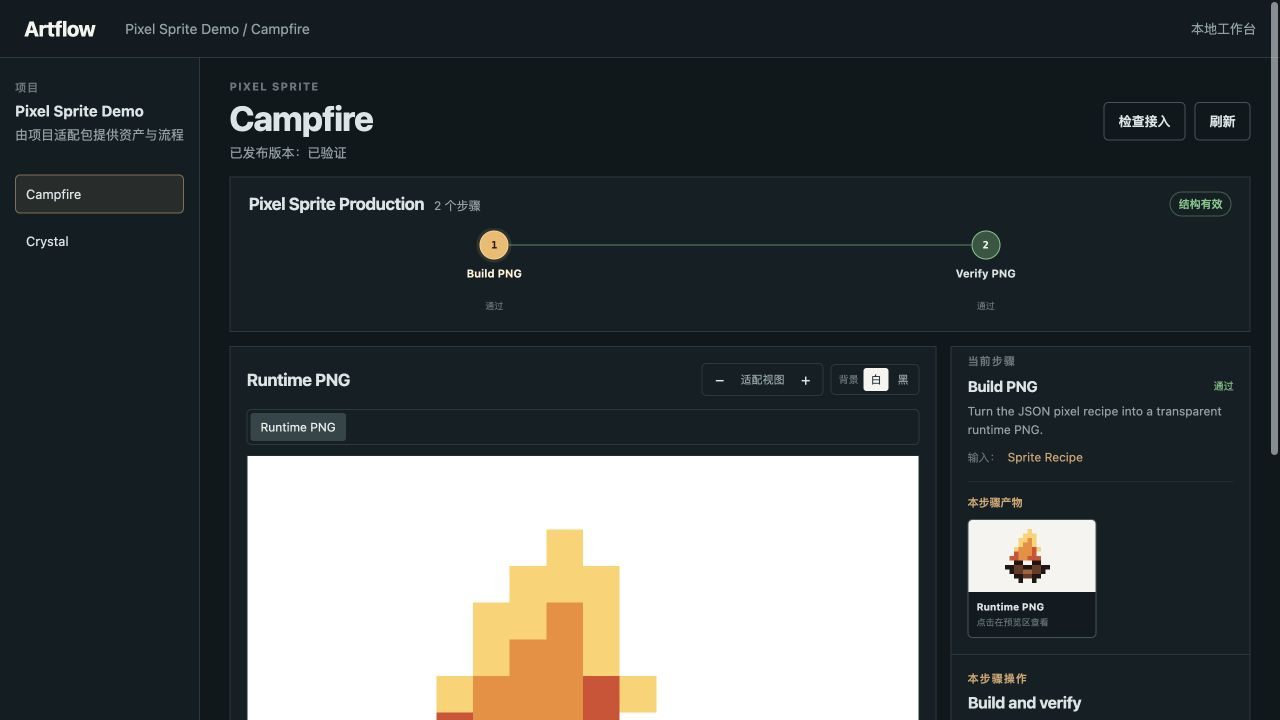 Artflow
Pixel Sprite Demo / Campfire
本地工作台
项目
Pixel Sprite Demo
由项目适配包提供资产与流程
Campfire
Crystal
PIXEL SPRITE
Campfire
已发布版本：已验证
检查接入
刷新
Pixel Sprite Production
2 个步骤
结构有效
1
Build PNG
通过
2
Verify PNG
通过
Runtime PNG
−
适配视图
+
背景
白
黑
Runtime PNG
当前步骤
Build PNG
通过
Turn the JSON pixel recipe into a transparent
runtime PNG.
输入：
Sprite Recipe
本步骤产物
Runtime PNG
点击在预览区查看
本步骤操作
Build and verify